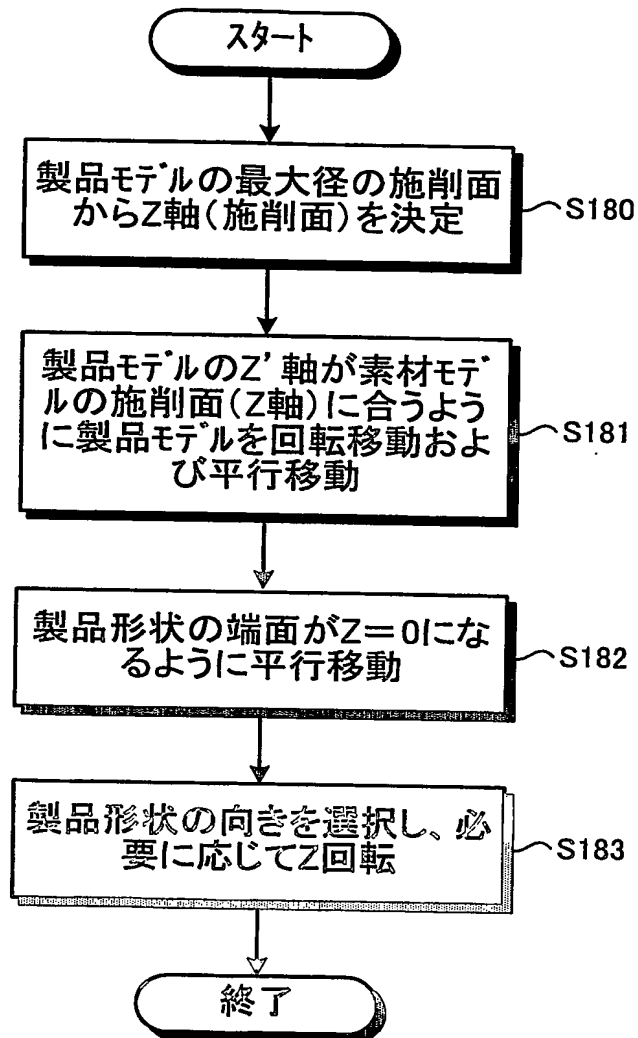 スタート
製品モデルの最大径の施削面
からZ軸(施削面)を決定
S180
製品モデルのZ'軸が素材モデ
ルの施削面(Z軸)に合うよう
に製品モデルを回転移動およ
び平行移動
S181
製品形状の端面がZ=0にな
るように平行移動
S182
製品形状の向きを選択し、必
要に応じてZ回転
S183
終了